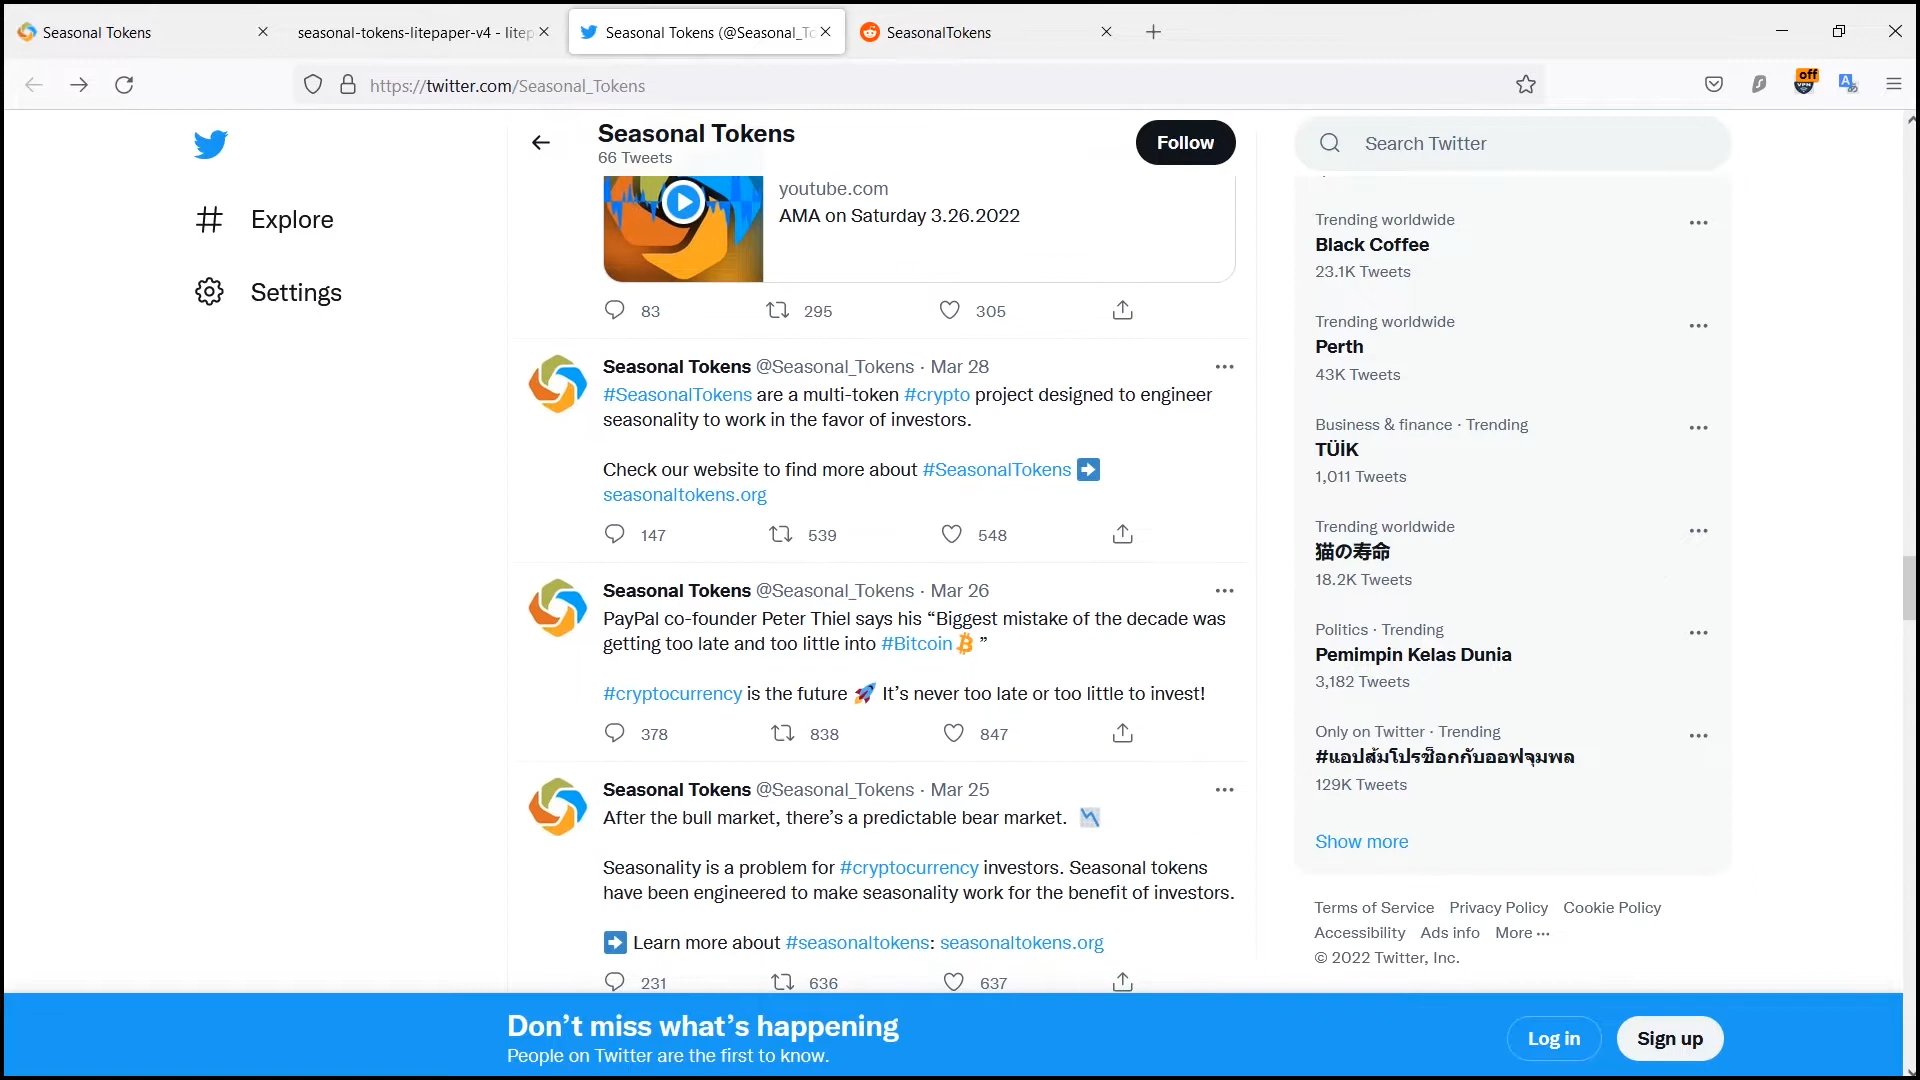 Seasonal Tokens
seasonal-tokens-litepaper-v4 - litep
Seasonal Tokens (@Seasonal_To
SeasonalTokens
https://twitter.com/Seasonal_Tokens
off
VPN
Seasonal Tokens
66 Tweets
Follow
Search Twitter
Explore
Settings
youtube.com
AMA on Saturday 3.26.2022
83 295 305
Seasonal Tokens @Seasonal_Tokens · Mar 28
#SeasonalTokens are a multi-token #crypto project designed to engineer
seasonality to work in the favor of investors.
Check our website to find more about #SeasonalTokens ➡
seasonaltokens.org
147 539 548
Seasonal Tokens @Seasonal_Tokens · Mar 26
PayPal co-founder Peter Thiel says his “Biggest mistake of the decade was
getting too late and too little into #Bitcoin ”
#cryptocurrency is the future 🚀 It’s never too late or too little to invest!
378 838 847
Seasonal Tokens @Seasonal_Tokens · Mar 25
After the bull market, there’s a predictable bear market. 📉
Seasonality is a problem for #cryptocurrency investors. Seasonal tokens
have been engineered to make seasonality work for the benefit of investors.
➡ Learn more about #seasonaltokens: seasonaltokens.org
231 636 637
Trending worldwide
Black Coffee
23.1K Tweets
Trending worldwide
Perth
43K Tweets
Business & finance · Trending
TÜİK
1,011 Tweets
Trending worldwide
猫の寿命
18.2K Tweets
Politics · Trending
Pemimpin Kelas Dunia
3,182 Tweets
Only on Twitter · Trending
#แอปส้มโปรช็อกกับออฟจุมพล
129K Tweets
Show more
Terms of Service Privacy Policy Cookie Policy
Accessibility Ads info More ···
© 2022 Twitter, Inc.
Don’t miss what’s happening
People on Twitter are the first to know.
Log in
Sign up